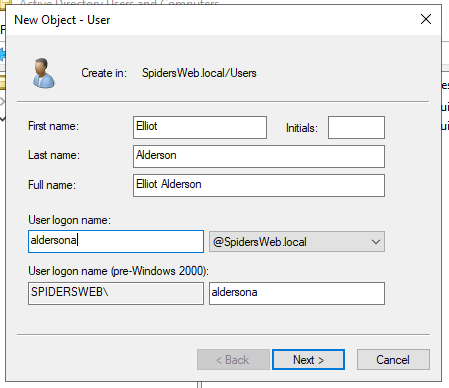 Active Directory Users and Computers
New Object - User
Create in: SpidersWeb.local/Users
First name: Elliot Initials:
Last name: Alderson
Full name: Elliot Alderson
User logon name:
aldersona @SpidersWeb.local
User logon name (pre-Windows 2000):
SPIDERSWEB\ aldersona
< Back Next > Cancel